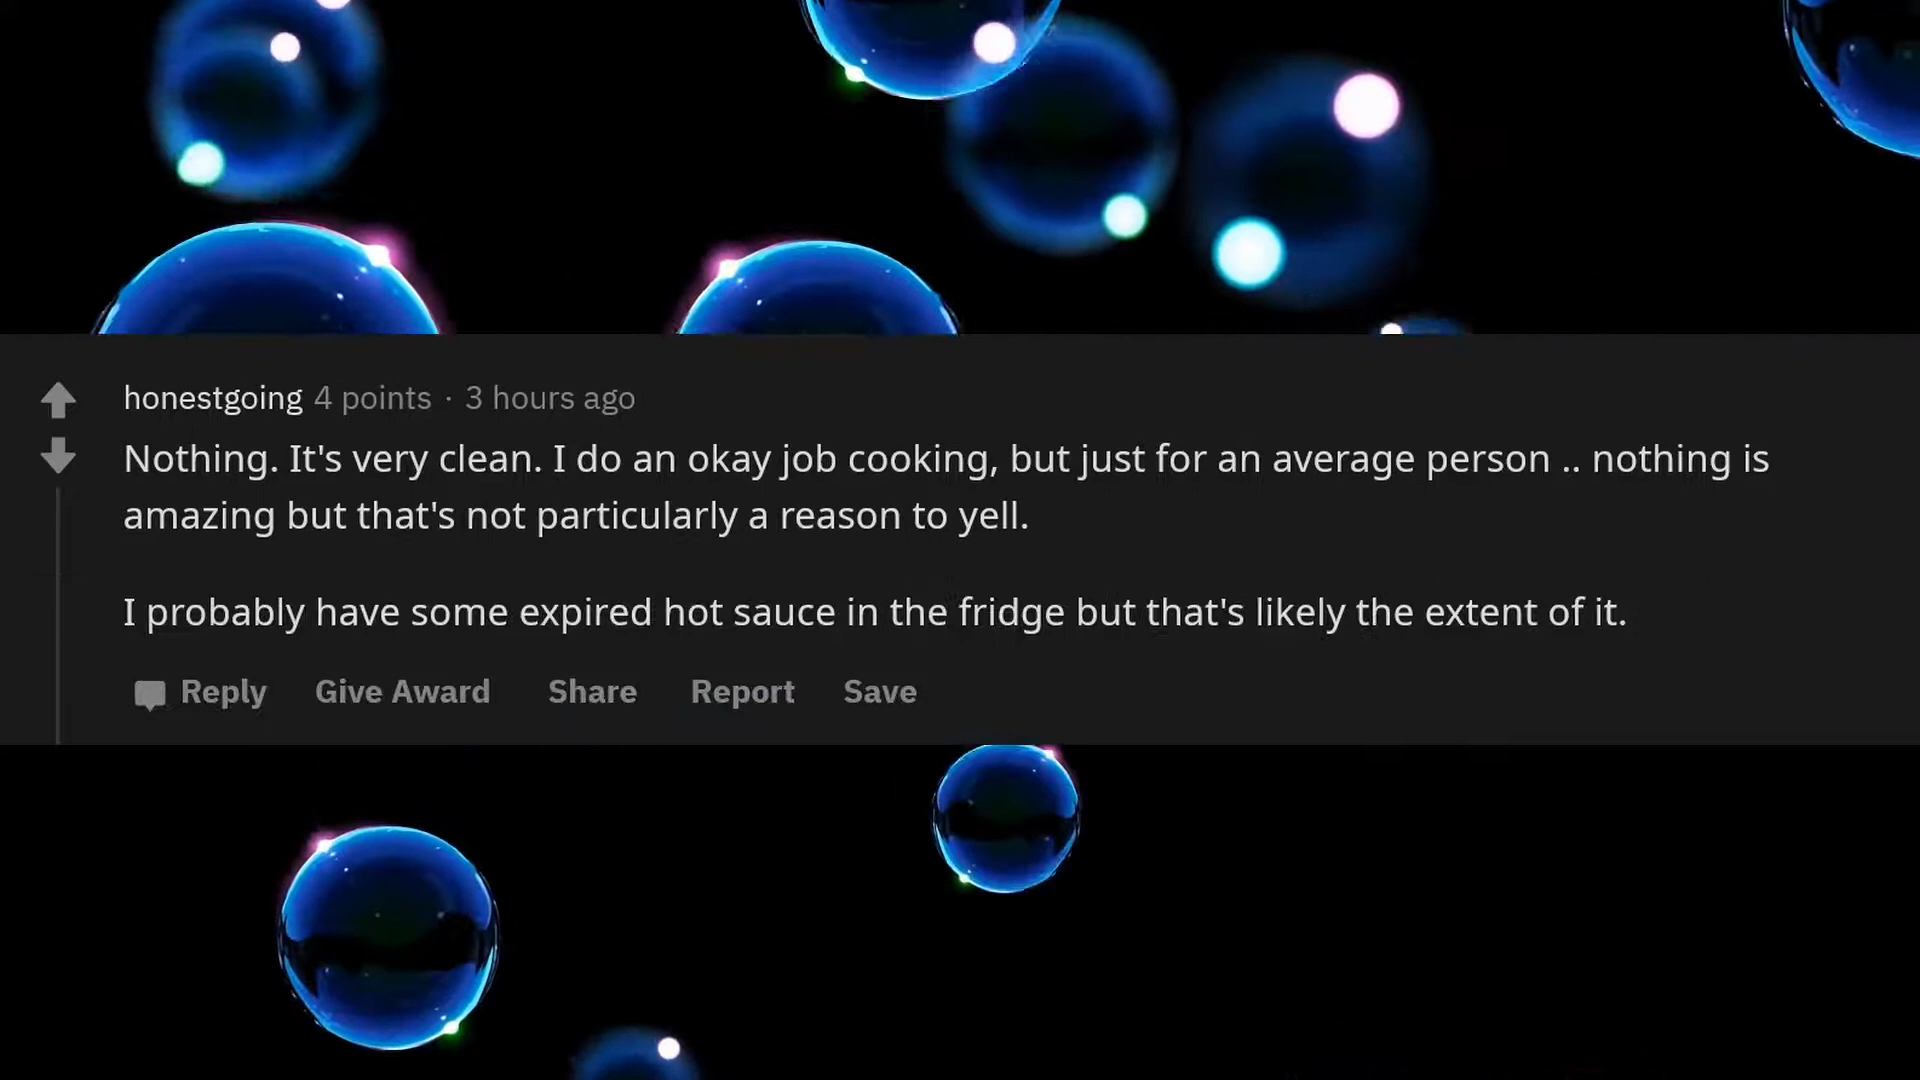 honestgoing 4 points · 3 hours ago
Nothing. It's very clean. I do an okay job cooking, but just for an average person .. nothing is
amazing but that's not particularly a reason to yell.
I probably have some expired hot sauce in the fridge but that's likely the extent of it.
Reply Give Award Share Report Save